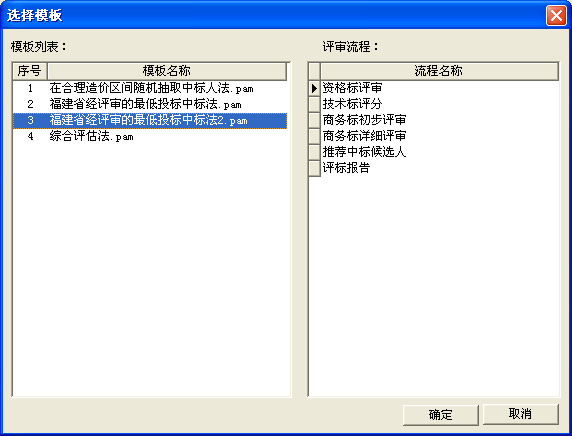 选择模板
模板列表：
评审流程：
序号 模板名称
1 在合理造价区间随机抽取中标人法.pam
2 福建省经评审的最低投标中标法.pam
3 福建省经评审的最低投标中标法2.pam
4 综合评估法.pam
流程名称
资格标评审
技术标评分
商务标初步评审
商务标详细评审
推荐中标候选人
评标报告
确定
取消